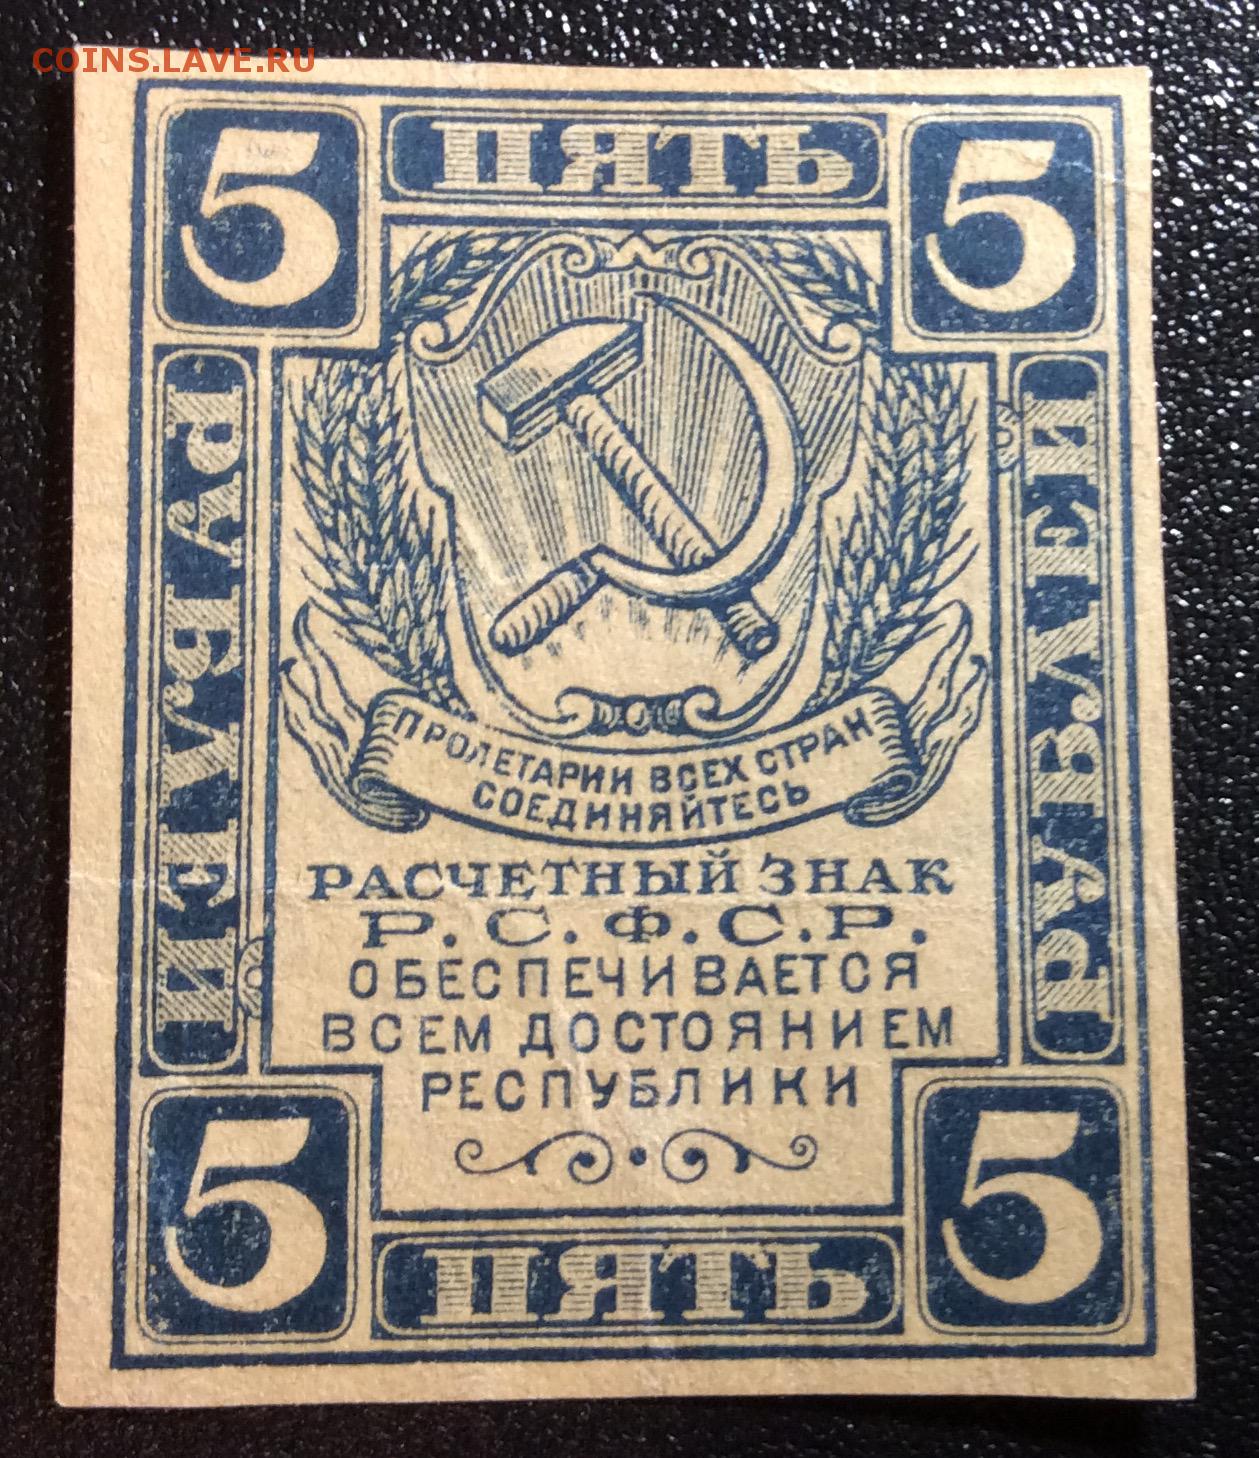 COINS.LAVE.RU
5 ПЯТЬ 5
РУБЛЕЙ
РУБЛЕЙ
ПРОЛЕТАРИИ ВСЕХ СТРАН
СОЕДИНЯЙТЕСЬ
РАСЧЕТНЫЙ ЗНАК
Р.С.Ф.С.Р.
ОБЕСПЕЧИВАЕТСЯ
ВСЕМ ДОСТОЯНИЕМ
РЕСПУБЛИКИ
5 ПЯТЬ 5